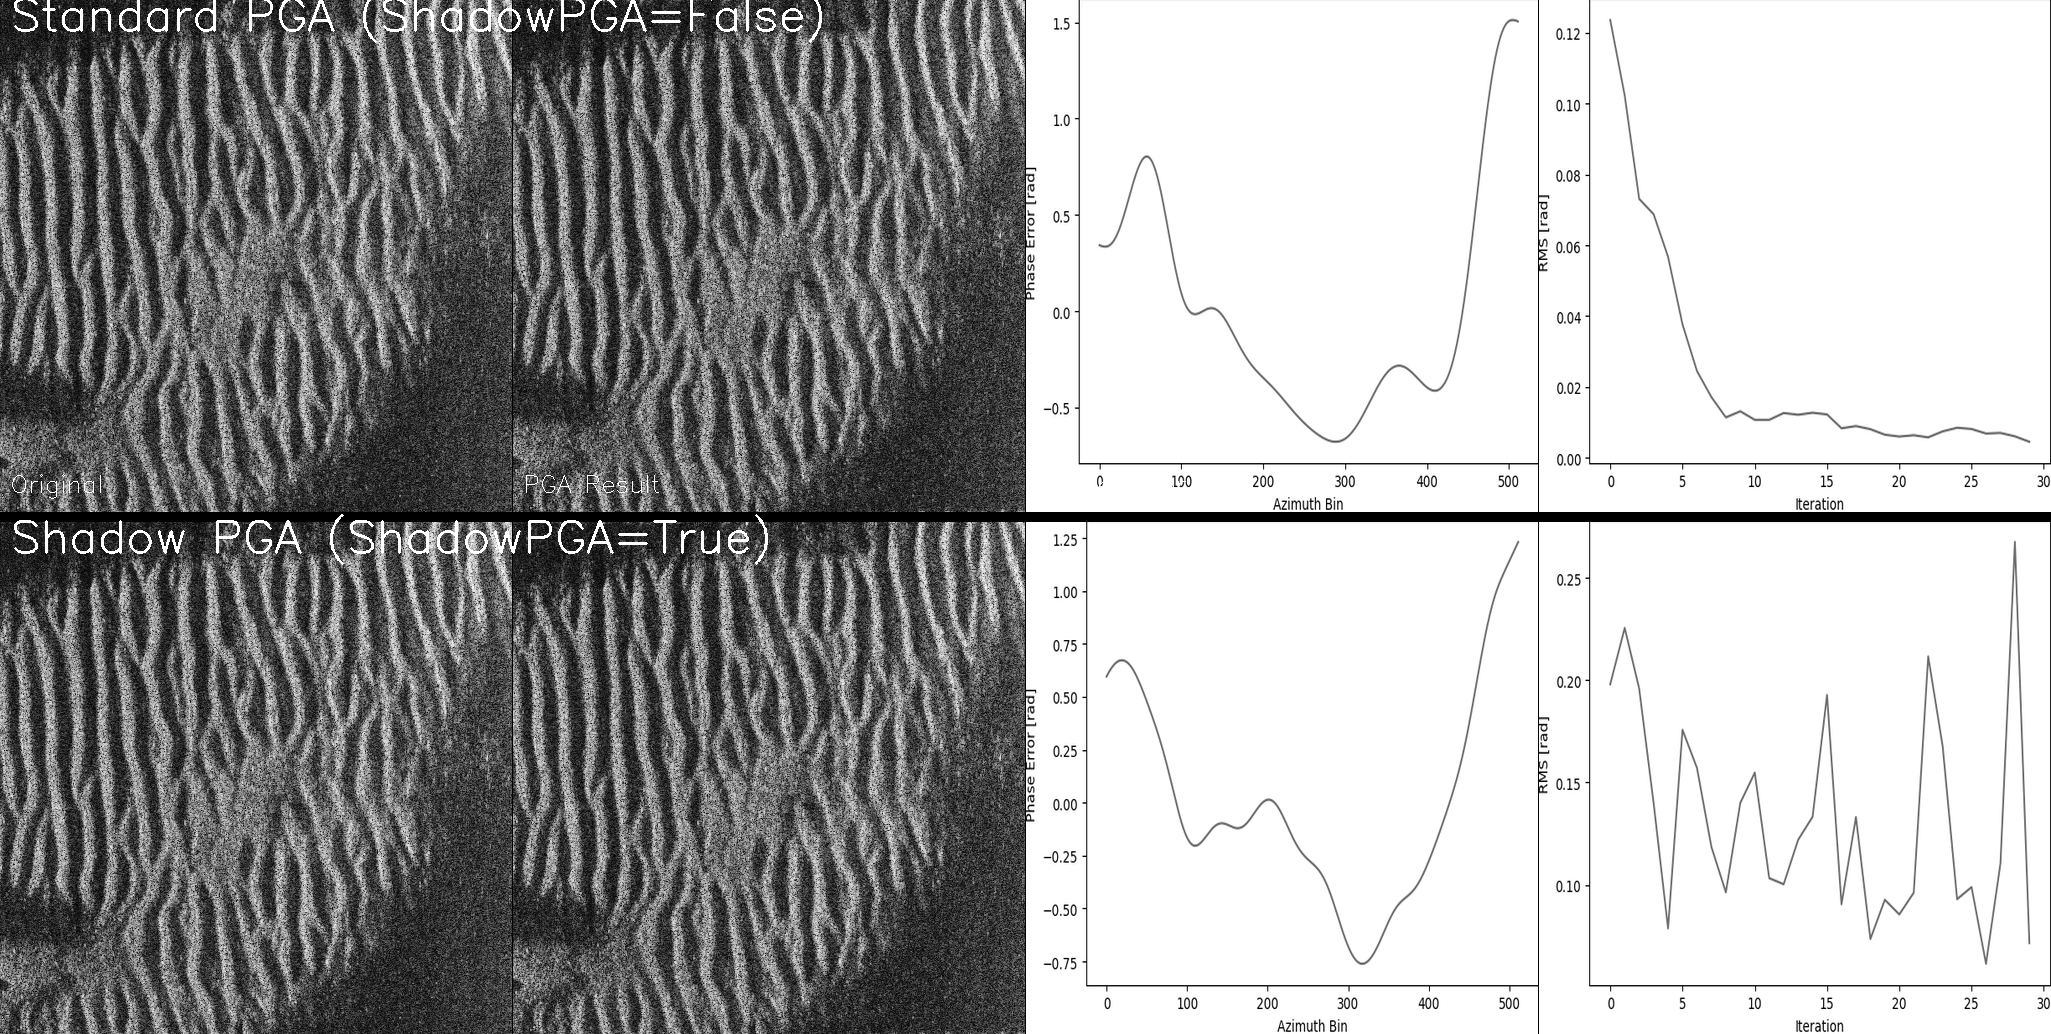 Standard PGA (ShadowPGA=False)
Original
PGA Result
Phase Error [rad]
1.5
1.0
0.5
0.0
−0.5
0 100 200 300 400 500
Azimuth Bin
RMS [rad]
0.12
0.10
0.08
0.06
0.04
0.02
0.00
0 5 10 15 20 25 30
Iteration
Shadow PGA (ShadowPGA=True)
Phase Error [rad]
1.25
1.00
0.75
0.50
0.25
0.00
−0.25
−0.50
−0.75
0 100 200 300 400 500
Azimuth Bin
RMS [rad]
0.25
0.20
0.15
0.10
0 5 10 15 20 25 30
Iteration